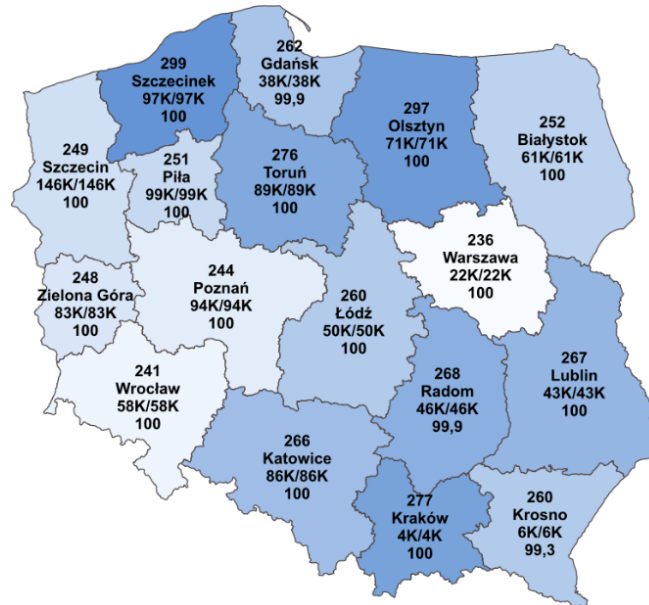 299
Szczecinek
97K/97K
100
262
Gdańsk
38K/38K
99,9
297
Olsztyn
71K/71K
100
252
Białystok
61K/61K
100
249
Szczecin
146K/146K
100
251
Piła
99K/99K
100
276
Toruń
89K/89K
100
236
Warszawa
22K/22K
100
248
Zielona Góra
83K/83K
100
244
Poznań
94K/94K
100
260
Łódź
50K/50K
100
241
Wrocław
58K/58K
100
268
Radom
46K/46K
99,9
267
Lublin
43K/43K
100
266
Katowice
86K/86K
100
277
Kraków
4K/4K
100
260
Krosno
6K/6K
99,3